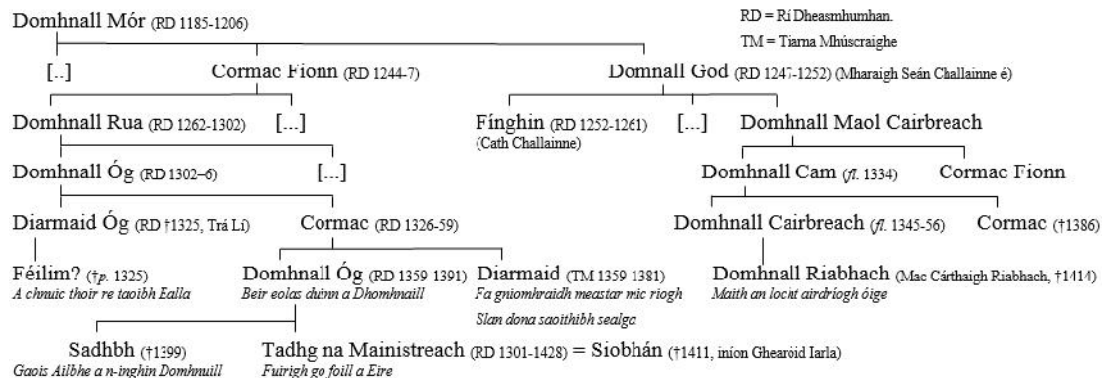 Domhnall Mór (RD 1185-1206)
RD = Rí Dheasmhumhan.
TM = Tiarna Mhúscraighe
[..] Cormac Fionn (RD 1244-7) Domnall God (RD 1247-1252) (Mharaigh Seán Challainne é)
Domhnall Rua (RD 1262-1302) [...] Fínghin (RD 1252-1261) [...] Domhnall Maol Cairbreach
(Cath Challainne)
Domhnall Óg (RD 1302–6) [...] Domhnall Cam (fl. 1334) Cormac Fionn
Diarmaid Óg (RD †1325, Trá Lí) Cormac (RD 1326-59) Domhnall Cairbreach (fl. 1345-56) Cormac (†1386)
Féilim? (†p. 1325) Domhnall Óg (RD 1359 1391) Diarmaid (TM 1359 1381) Domhnall Riabhach (Mac Cárthaigh Riabhach, †1414)
A chnuic thoir re taoibh Ealla Beir eolas dhúinn a Dhomhnaill Fa gniomhraidh meastar mic riogh Maith an locht airdríogh óige
Slan dona saoithibh sealga
Sadhbh (†1399) Tadhg na Mainistreach (RD 1301-1428) = Siobhán (†1411, iníon Ghearóid Iarla)
Gaois Ailbhe a n-inghin Domhnuill Fuirigh go foill a Eire